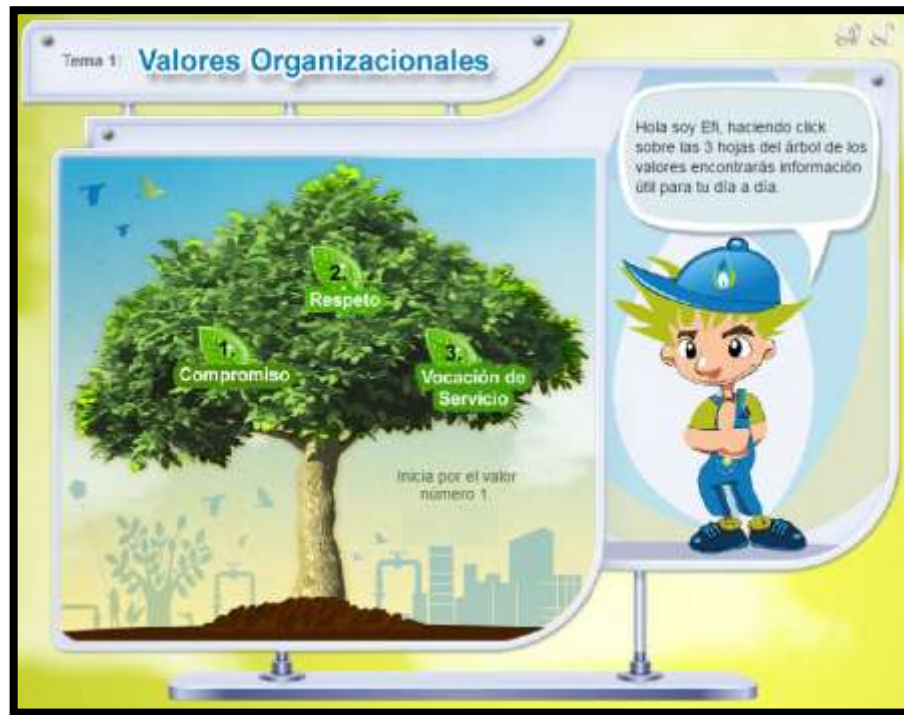 Tema 1: Valores Organizacionales
Hola soy Efi, haciendo click
sobre las 3 hojas del árbol de los
valores encontrarás información
útil para tu día a día.
2.
Respeto
1.
Compromiso
3.
Vocación de
Servicio
Inicia por el valor
número 1.